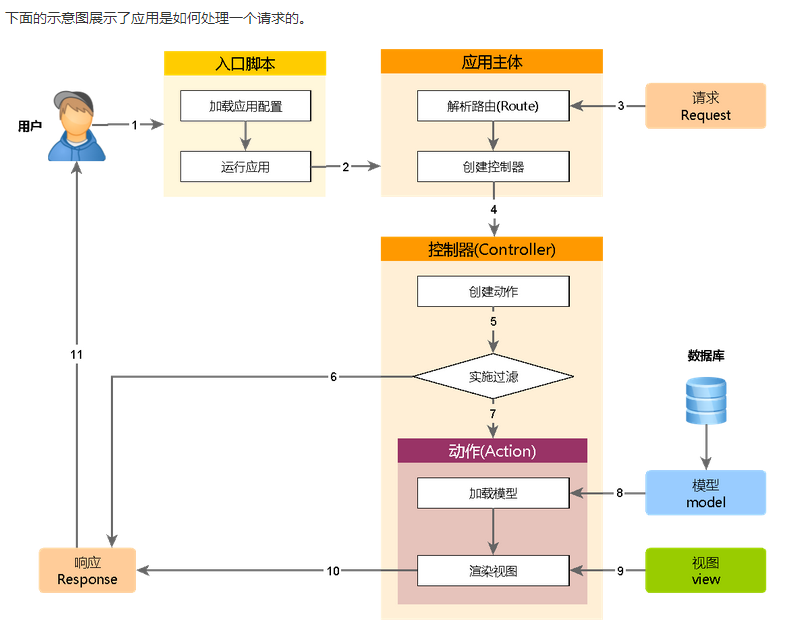 下面的示意图展示了应用是如何处理一个请求的。
入口脚本
应用主体
加载应用配置
解析路由(Route)
3
请求
Request
用户
1
运行应用
2
创建控制器
4
控制器(Controller)
创建动作
5
11
数据库
6
实施过滤
7
动作(Action)
加载模型
8
模型
model
响应
Response
10
渲染视图
9
视图
view